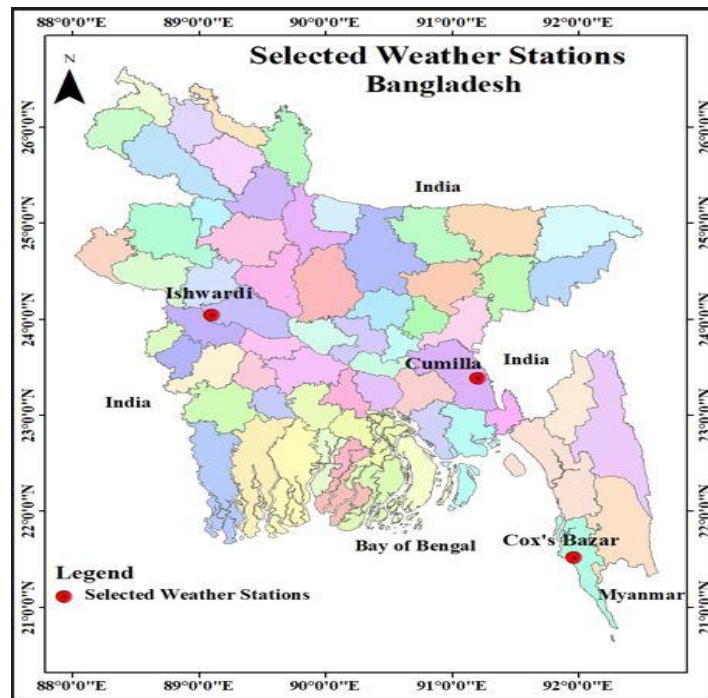 88°0'0"E 89°0'0"E 90°0'0"E 91°0'0"E 92°0'0"E
N
Selected Weather Stations
Bangladesh
26°0'0"N
26°0'0"N
India
25°0'0"N
25°0'0"N
Ishwardi
24°0'0"N
24°0'0"N
Cumilla
India
India
23°0'0"N
23°0'0"N
22°0'0"N
22°0'0"N
Bay of Bengal
Cox's Bazar
Legend
Selected Weather Stations
Myanmar
21°0'0"N
21°0'0"N
88°0'0"E 89°0'0"E 90°0'0"E 91°0'0"E 92°0'0"E